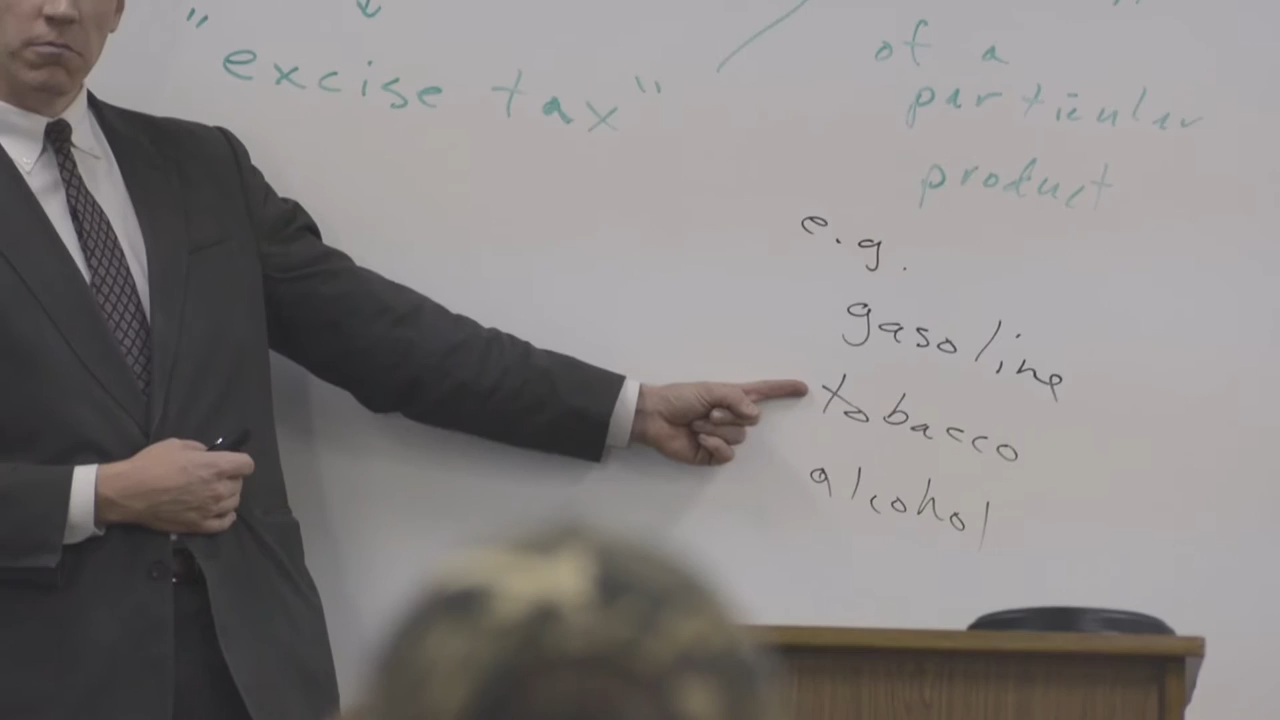 "excise tax"
of a
particular
product
e.g.
gasoline
tobacco
alcohol